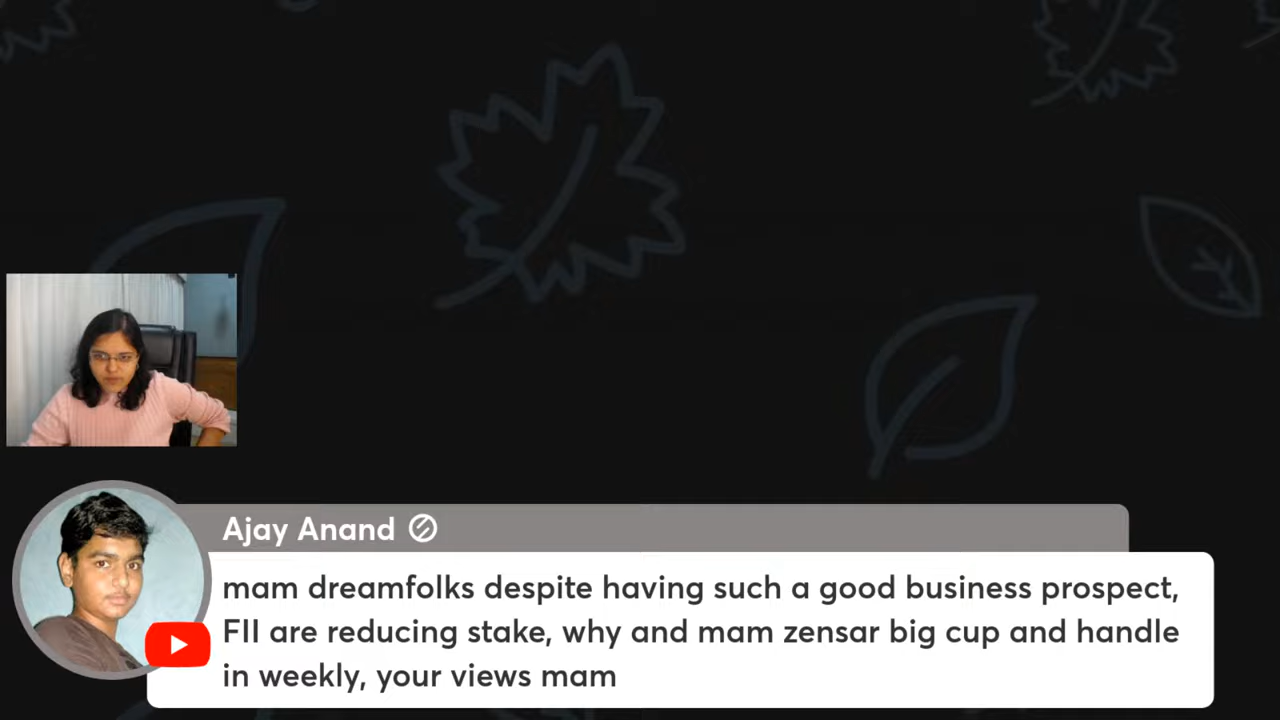 Ajay Anand
mam dreamfolks despite having such a good business prospect,
FII are reducing stake, why and mam zensar big cup and handle
in weekly, your views mam